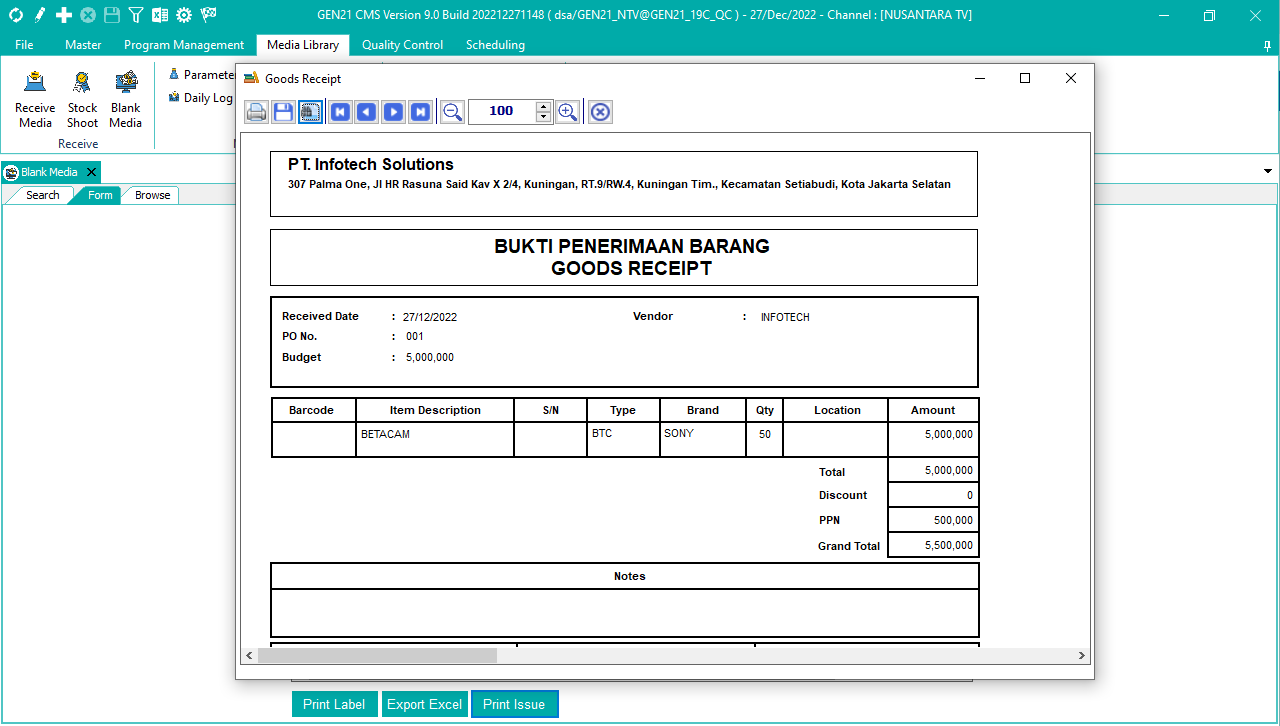 GEN21 CMS Version 9.0 Build 202212271148 ( dsa/GEN21_NTV@GEN21_19C_QC ) - 27/Dec/2022 - Channel : [NUSANTARA TV]
File Master Program Management Media Library Quality Control Scheduling
Receive Media
Stock Shoot
Blank Media
Receive
Daily Log
Goods Receipt
100
Blank Media
Search Form Browse
PT. Infotech Solutions
307 Palma One, Jl HR Rasuna Said Kav X 2/4, Kuningan, RT.9/RW.4, Kuningan Tim., Kecamatan Setiabudi, Kota Jakarta Selatan
BUKTI PENERIMAAN BARANG
GOODS RECEIPT
Received Date : 27/12/2022 Vendor : INFOTECH
PO No. : 001
Budget : 5,000,000
Barcode Item Description S/N Type Brand Qty Location Amount
BETACAM BTC SONY 50 5,000,000
Total 5,000,000
Discount 0
PPN 500,000
Grand Total 5,500,000
Notes
Print Label Export Excel Print Issue